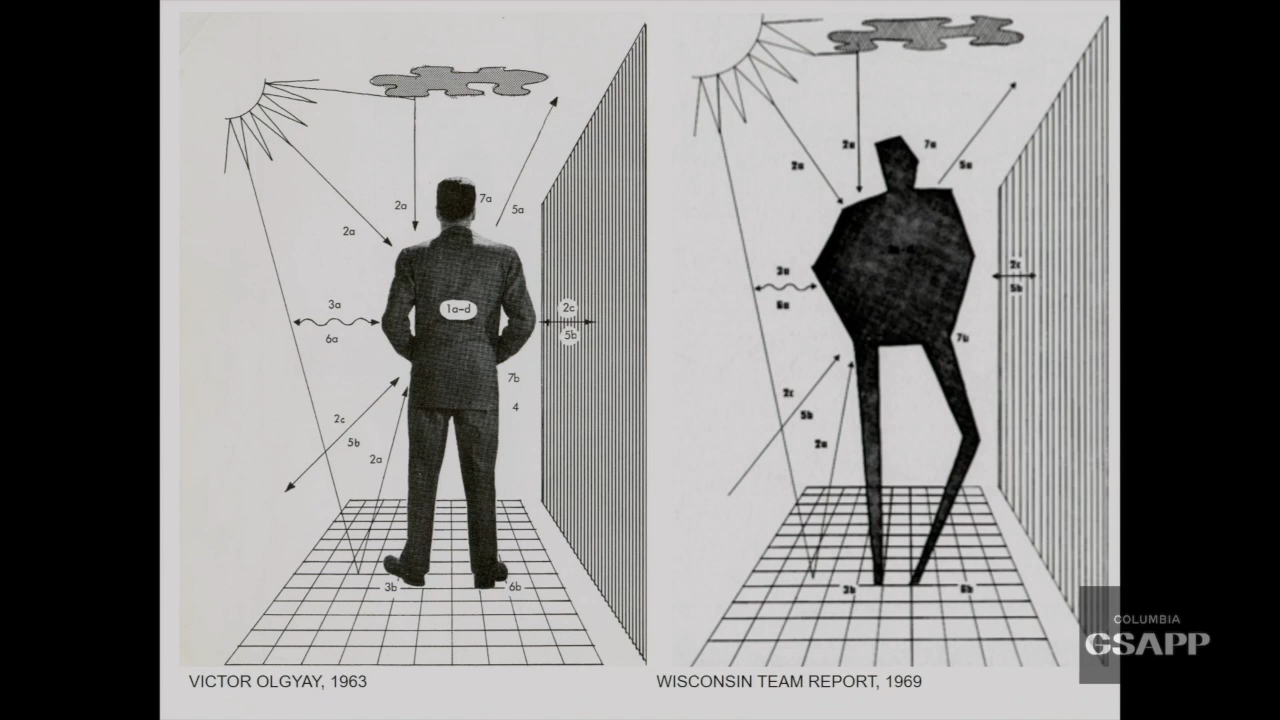 2a
7a
5a
2a
1a-d
3a
6a
2c
5b
7b
4
2c
5b
2a
3b
6b
VICTOR OLGYAY, 1963
2a
7a
2a
5a
3a
6a
2c
5b
7b
2c
5b
2a
3b
6b
WISCONSIN TEAM REPORT, 1969
COLUMBIA
GSAPP